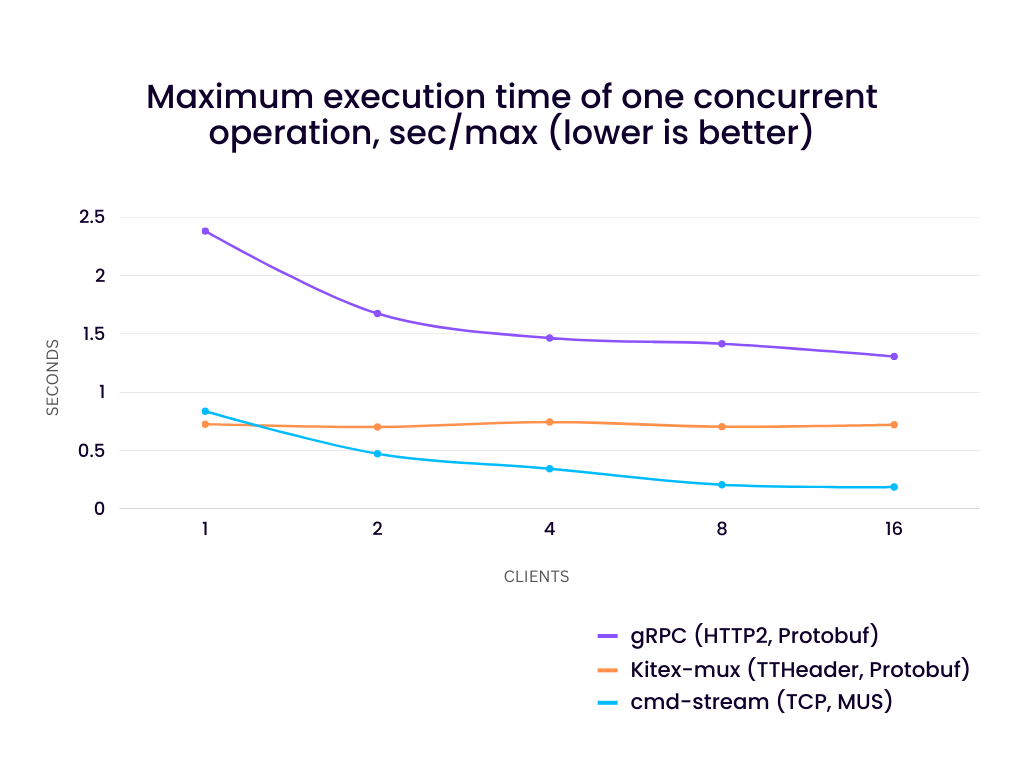 Maximum execution time of one concurrent
operation, sec/max (lower is better)
2.5
2
1.5
1
0.5
0
SECONDS
1 2 4 8 16
CLIENTS
gRPC (HTTP2, Protobuf)
Kitex-mux (TTHeader, Protobuf)
cmd-stream (TCP, MUS)